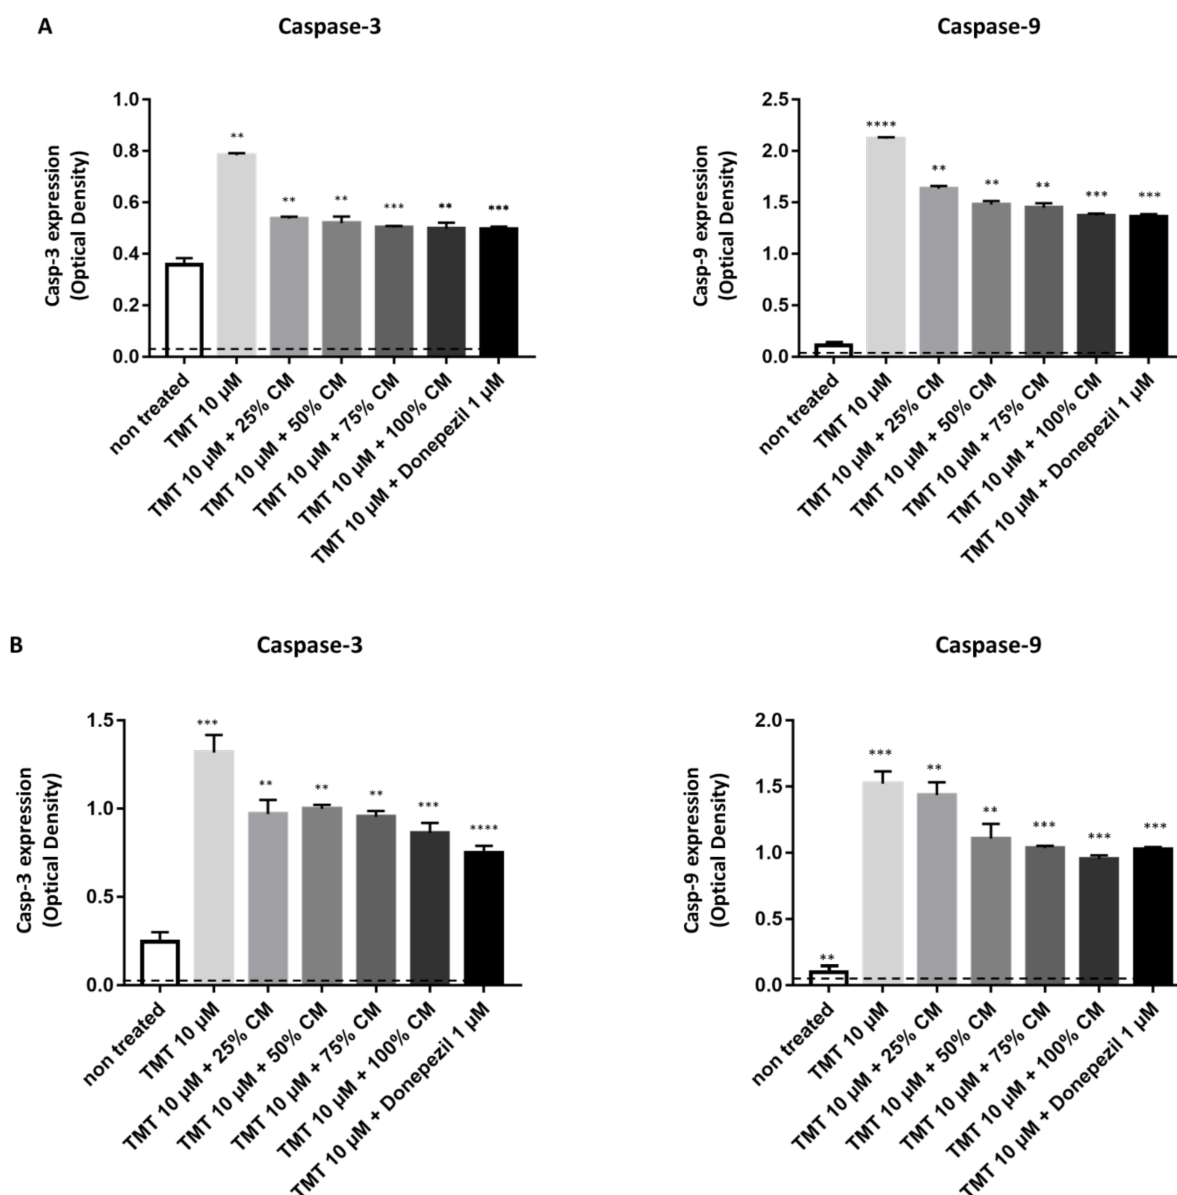 A
Caspase-3
Casp-3 expression
(Optical Density)
1.0
0.8
0.6
0.4
0.2
0.0
**
**
**
***
**
***
non treated
TMT 10 µM
TMT 10 µM + 25% CM
TMT 10 µM + 50% CM
TMT 10 µM + 75% CM
TMT 10 µM + 100% CM
TMT 10 µM + Donepezil 1 µM
Caspase-9
Casp-9 expression
(Optical Density)
2.5
2.0
1.5
1.0
0.5
0.0
****
**
**
**
***
***
non treated
TMT 10 µM
TMT 10 µM + 25% CM
TMT 10 µM + 50% CM
TMT 10 µM + 75% CM
TMT 10 µM + 100% CM
TMT 10 µM + Donepezil 1 µM
B
Caspase-3
Casp-3 expression
(Optical Density)
1.5
1.0
0.5
0.0
***
**
**
**
***
****
non treated
TMT 10 µM
TMT 10 µM + 25% CM
TMT 10 µM + 50% CM
TMT 10 µM + 75% CM
TMT 10 µM + 100% CM
TMT 10 µM + Donepezil 1 µM
Caspase-9
Casp-9 expression
(Optical Density)
2.0
1.5
1.0
0.5
0.0
**
***
**
**
***
***
***
non treated
TMT 10 µM
TMT 10 µM + 25% CM
TMT 10 µM + 50% CM
TMT 10 µM + 75% CM
TMT 10 µM + 100% CM
TMT 10 µM + Donepezil 1 µM